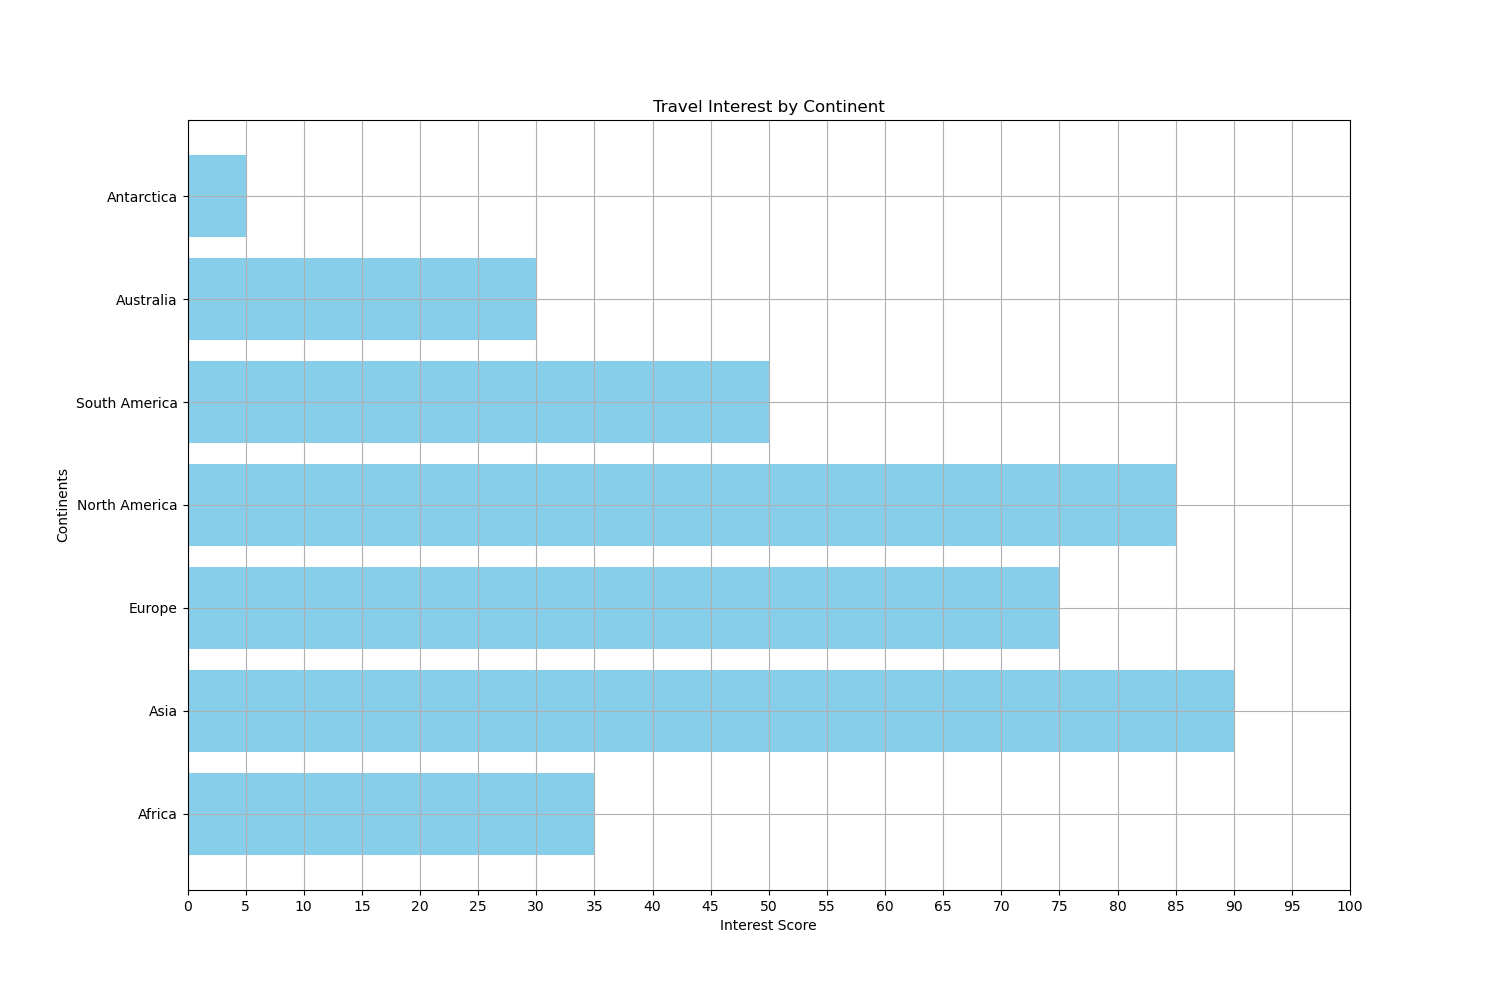 Travel Interest by Continent
Antarctica
Australia
South America
North America
Europe
Asia
Africa
Continents
0 5 10 15 20 25 30 35 40 45 50 55 60 65 70 75 80 85 90 95 100
Interest Score